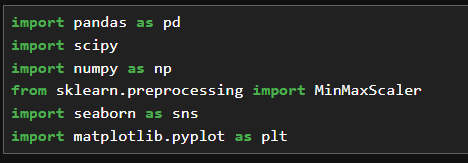 import pandas as pd
import scipy
import numpy as np
from sklearn.preprocessing import MinMaxScaler
import seaborn as sns
import matplotlib.pyplot as plt